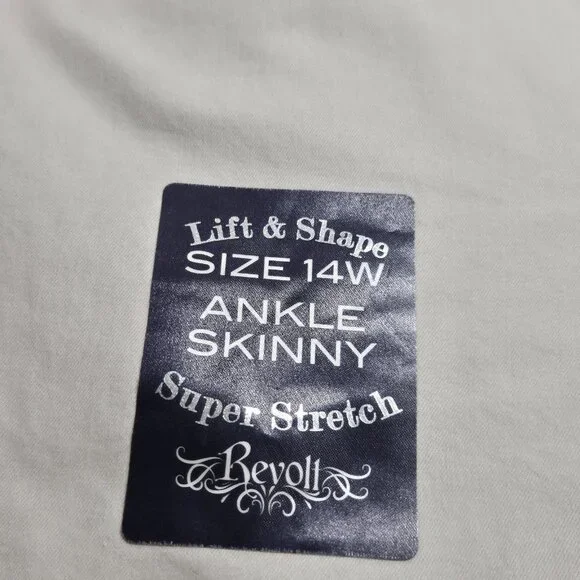 Lift & Shape
SIZE 14W
ANKLE
SKINNY
Super Stretch
Revolt